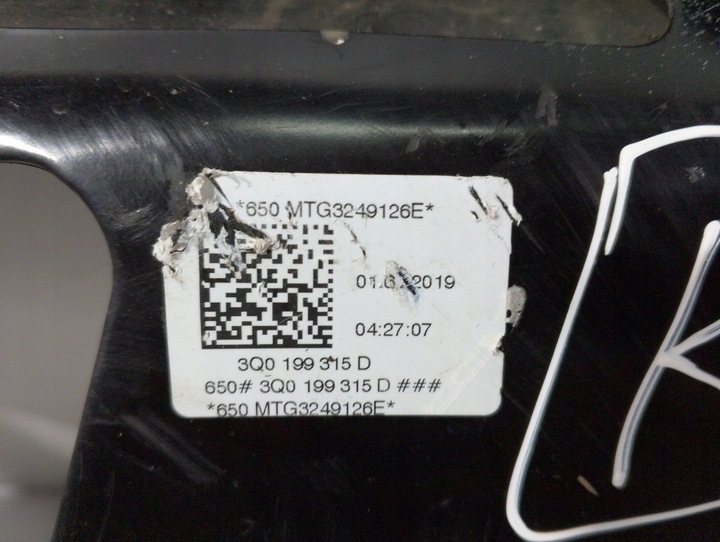 *650 MTG3249126E*
04:27:07
3Q0 199 315 D
650# 3Q0 199 315 D ###
*650 MTG3249126E*
K